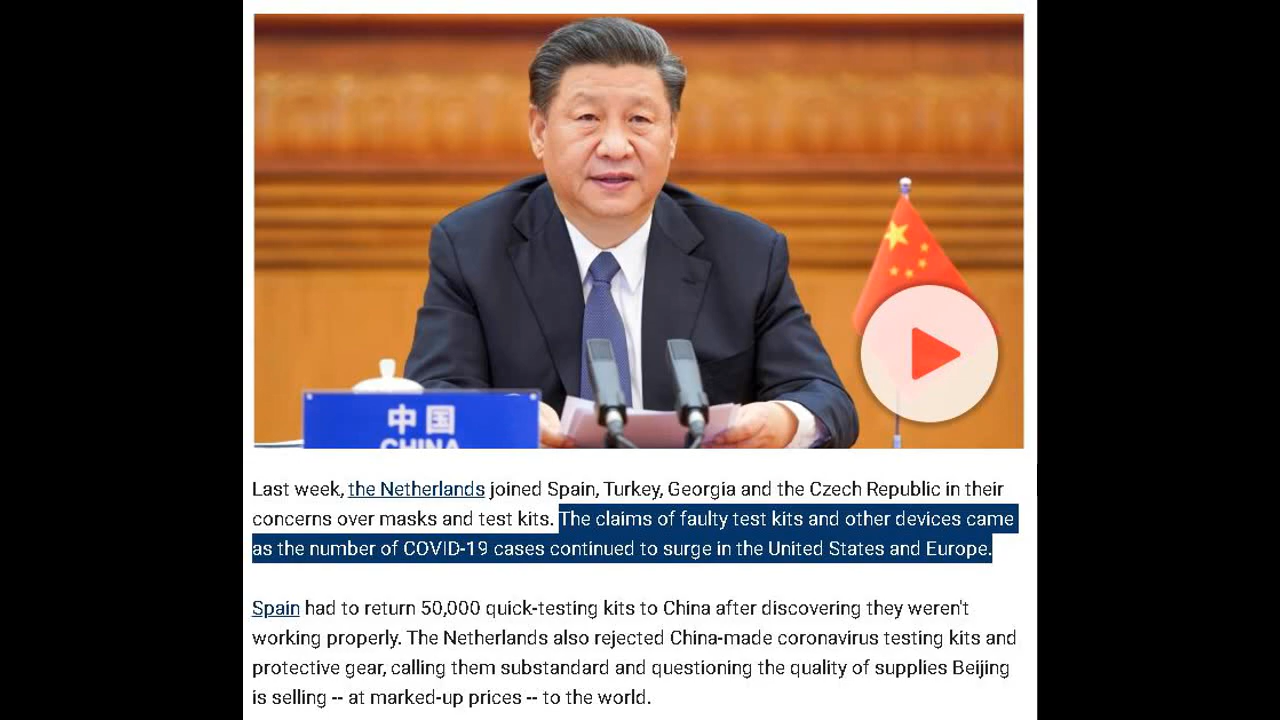 中国
CHINA
Last week, the Netherlands joined Spain, Turkey, Georgia and the Czech Republic in their
concerns over masks and test kits. The claims of faulty test kits and other devices came
as the number of COVID-19 cases continued to surge in the United States and Europe.
Spain had to return 50,000 quick-testing kits to China after discovering they weren't
working properly. The Netherlands also rejected China-made coronavirus testing kits and
protective gear, calling them substandard and questioning the quality of supplies Beijing
is selling -- at marked-up prices -- to the world.